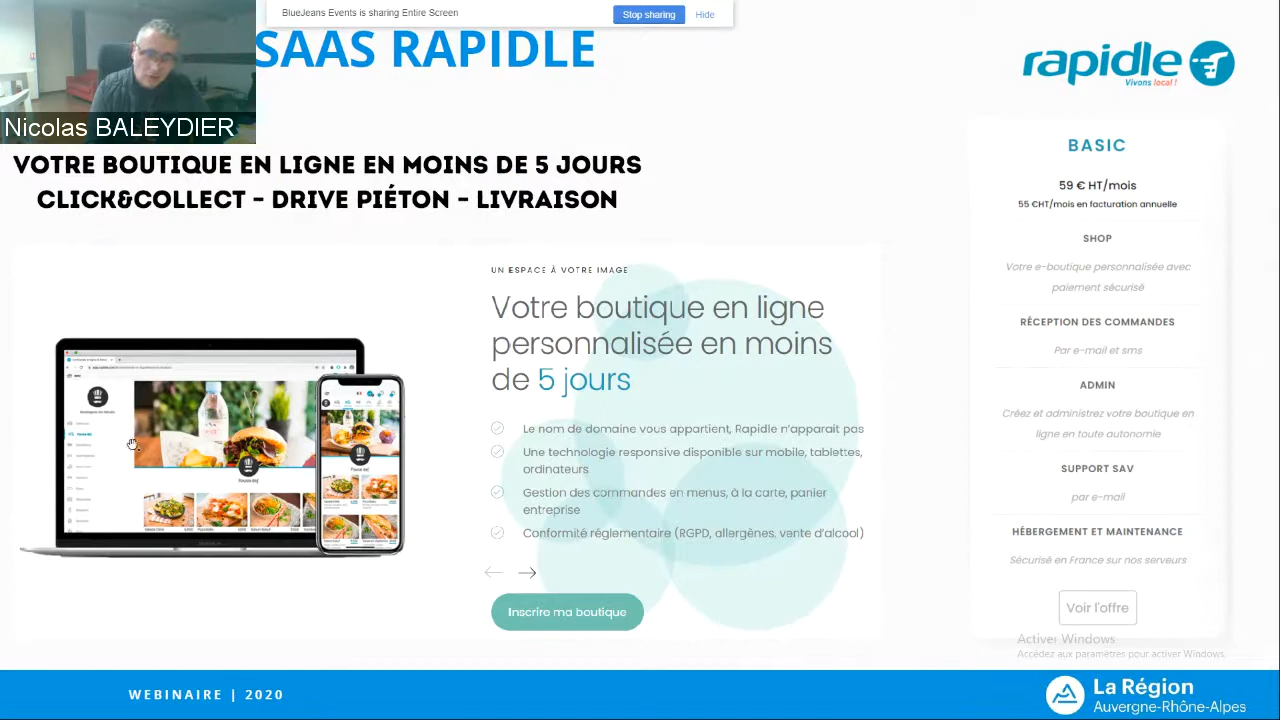 BlueJeans Events is sharing Entire Screen
Stop sharing
Hide
SAAS RAPIDLE
Nicolas BALEYDIER
rapidle
Vivons local !
VOTRE BOUTIQUE EN LIGNE EN MOINS DE 5 JOURS
CLICK&COLLECT - DRIVE PIÉTON - LIVRAISON
UN ESPACE À VOTRE IMAGE
Votre boutique en ligne
personnalisée en moins
de 5 jours
Le nom de domaine vous appartient, Rapidle n'apparait pas
Une technologie responsive disponible sur mobile, tablettes,
ordinateurs
Gestion des commandes en menus, à la carte, panier
entreprise
Conformité réglementaire (RGPD, allergènes, vente d'alcool)
Inscrire ma boutique
BASIC
59 € HT/mois
55 €HT/mois en facturation annuelle
SHOP
Votre e-boutique personnalisée avec
paiement sécurisé
RÉCEPTION DES COMMANDES
Par e-mail et sms
ADMIN
Créez et administrez votre boutique en
ligne en toute autonomie
SUPPORT SAV
par e-mail
HÉBERGEMENT ET MAINTENANCE
Sécurisé en France sur nos serveurs
Voir l'offre
Activer Windows
Accédez aux paramètres pour activer Windows.
WEBINAIRE | 2020
La Région
Auvergne-Rhône-Alpes